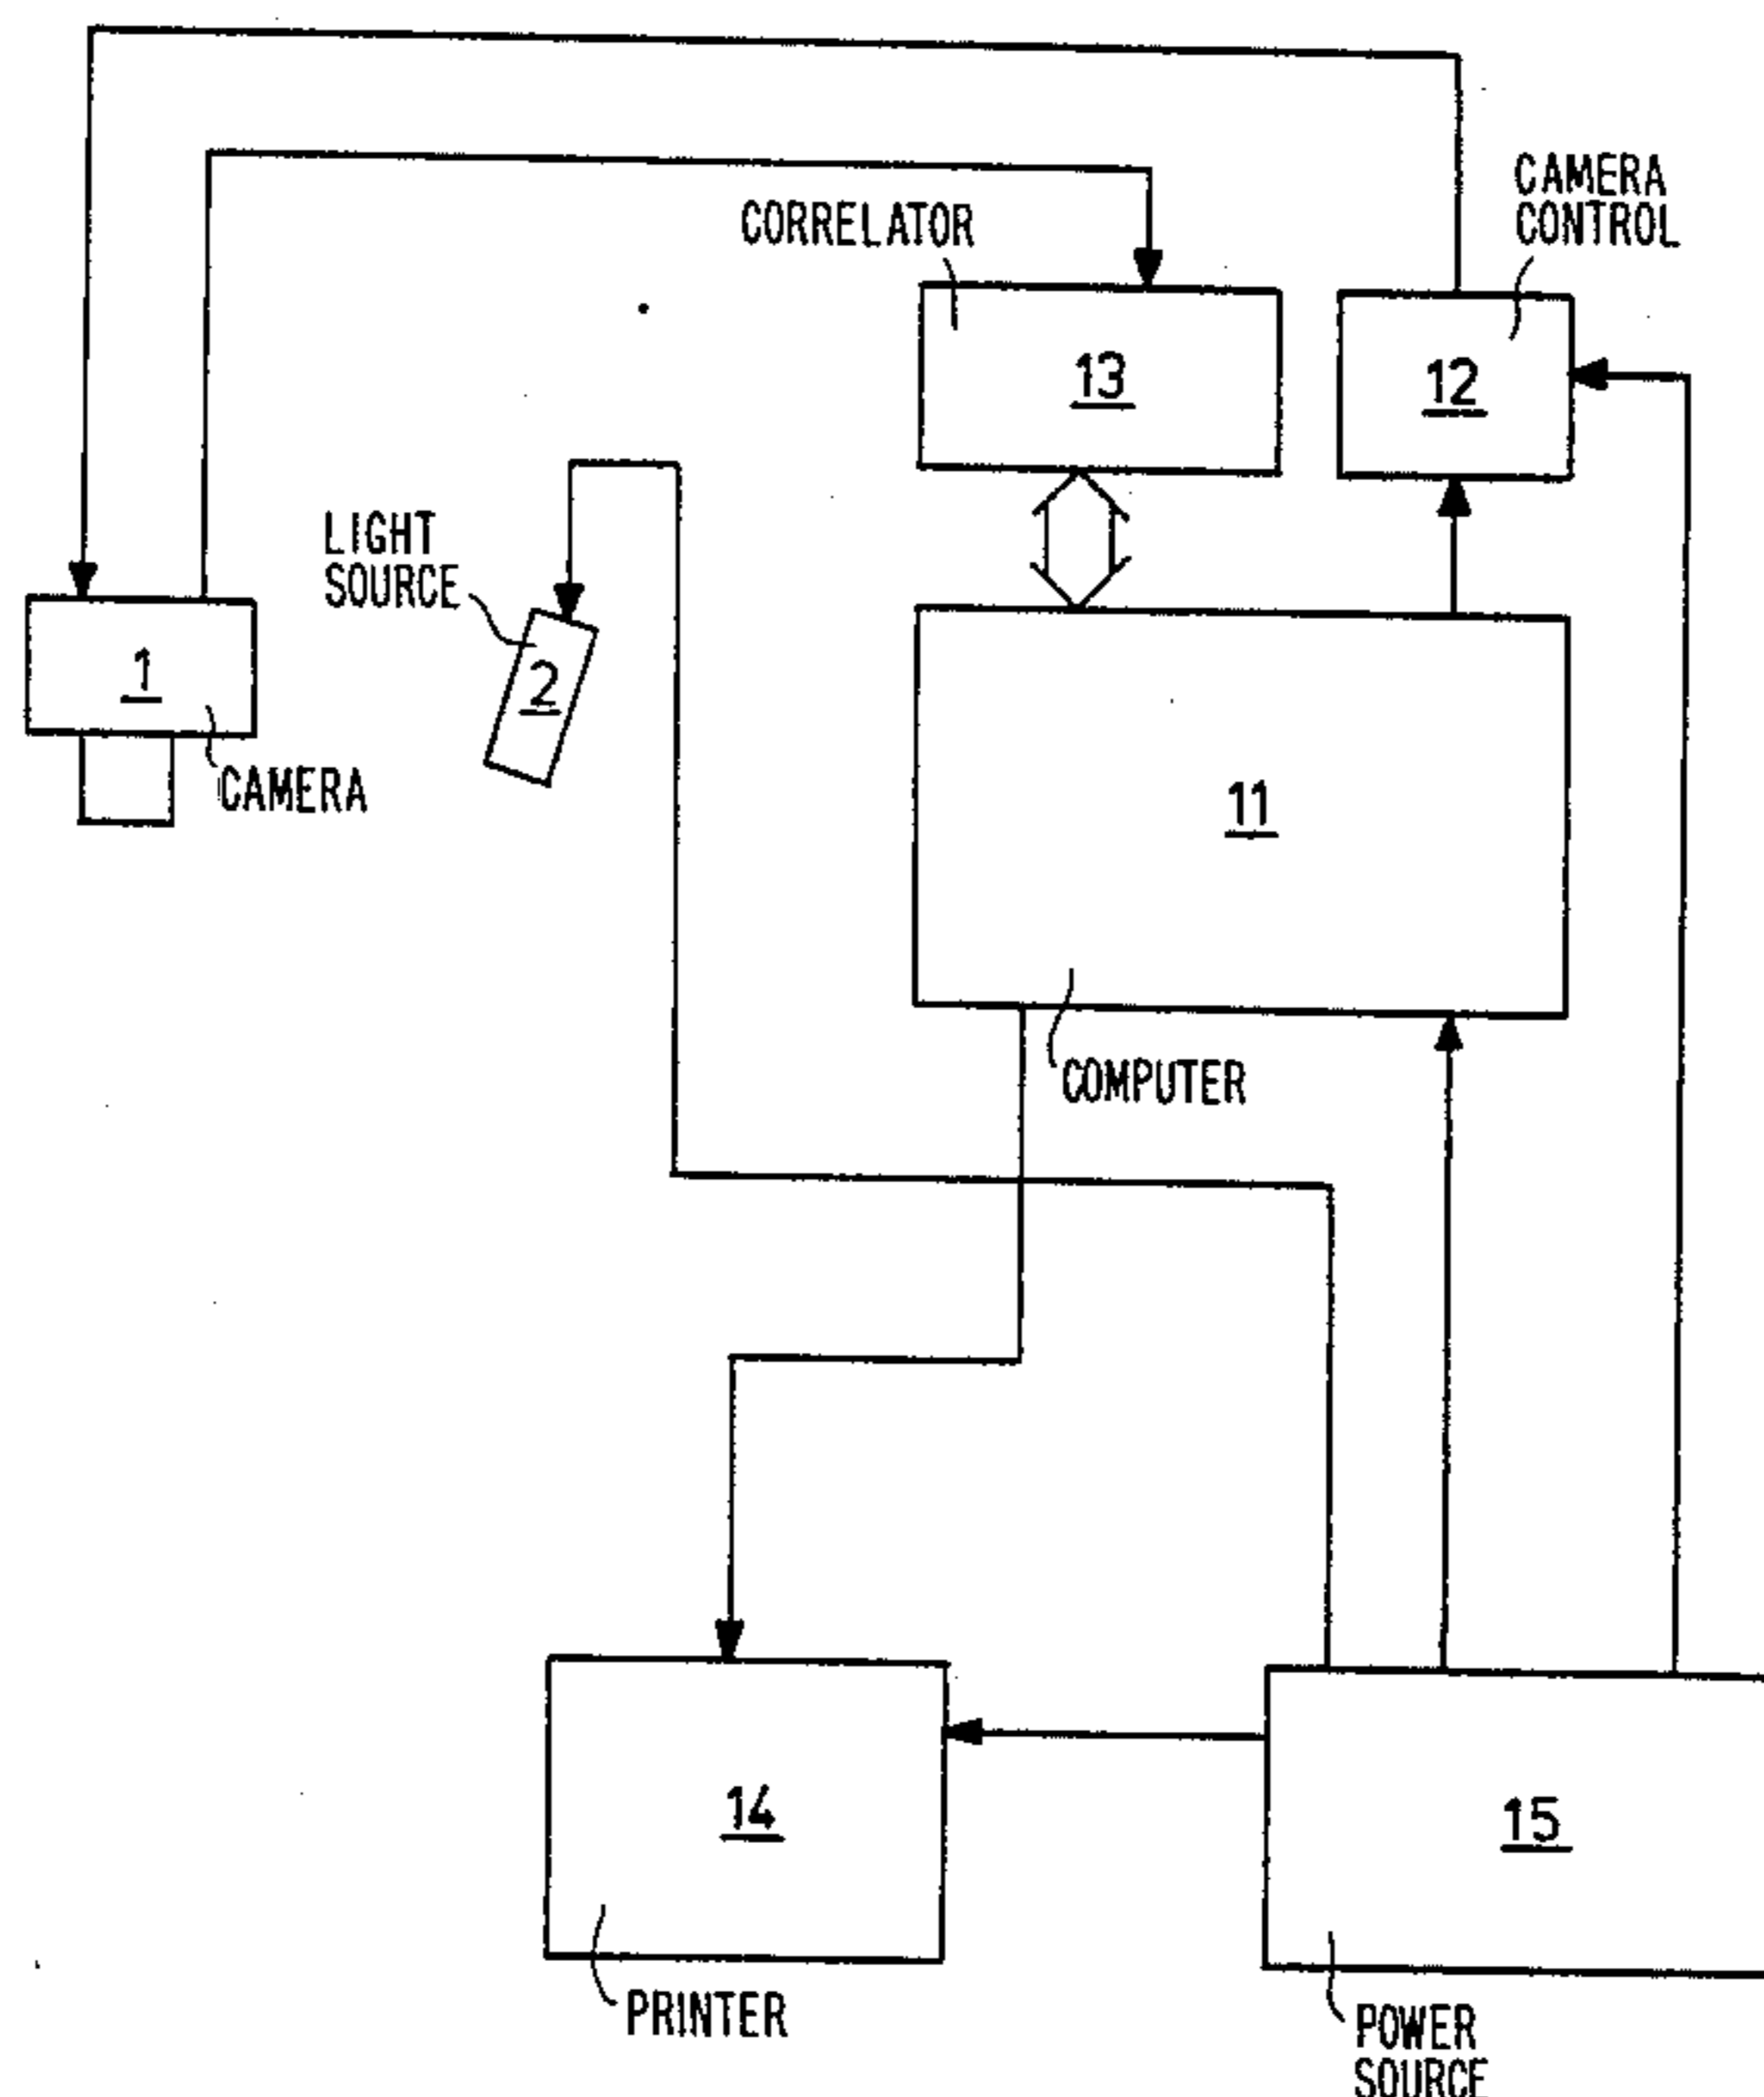 CAMERA
CONTROL
CORRELATOR
13
12
LIGHT
SOURCE
1
2
CAMERA
11
COMPUTER
14
15
PRINTER
POWER
SOURCE